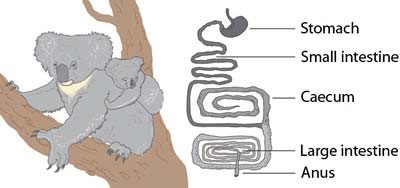 Stomach
Small intestine
Caecum
Large intestine
Anus